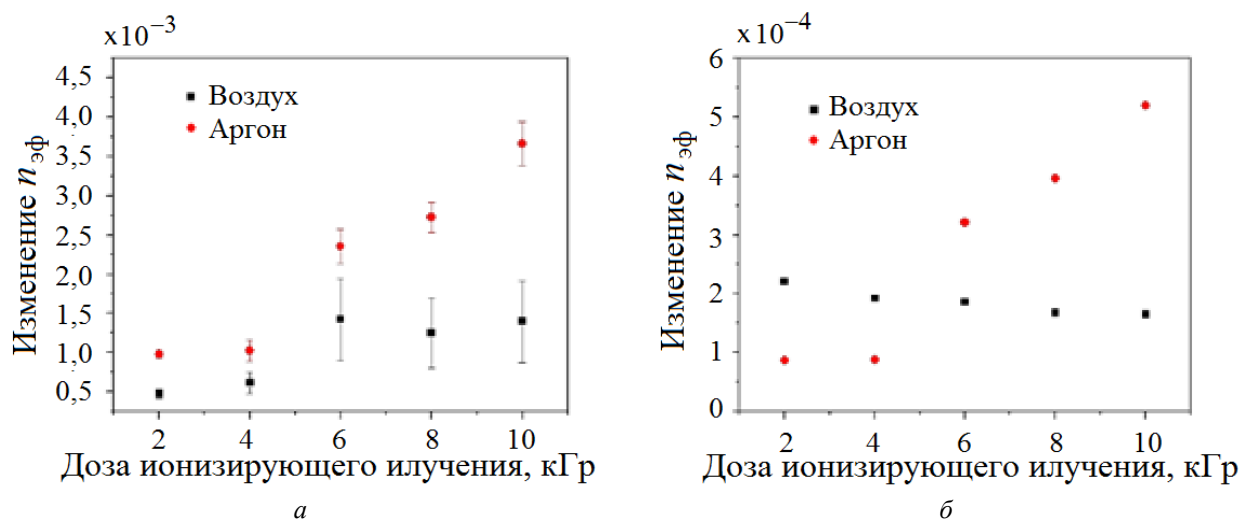 x10⁻³
4,5
4,0
3,5
3,0
2,5
2,0
1,5
1,0
0,5
Изменение nэф
Воздух
Аргон
2 4 6 8 10
Доза ионизирующего илучения, кГр
а
x10⁻⁴
6
5
4
3
2
1
0
Изменение nэф
Воздух
Аргон
2 4 6 8 10
Доза ионизирующего илучения, кГр
б